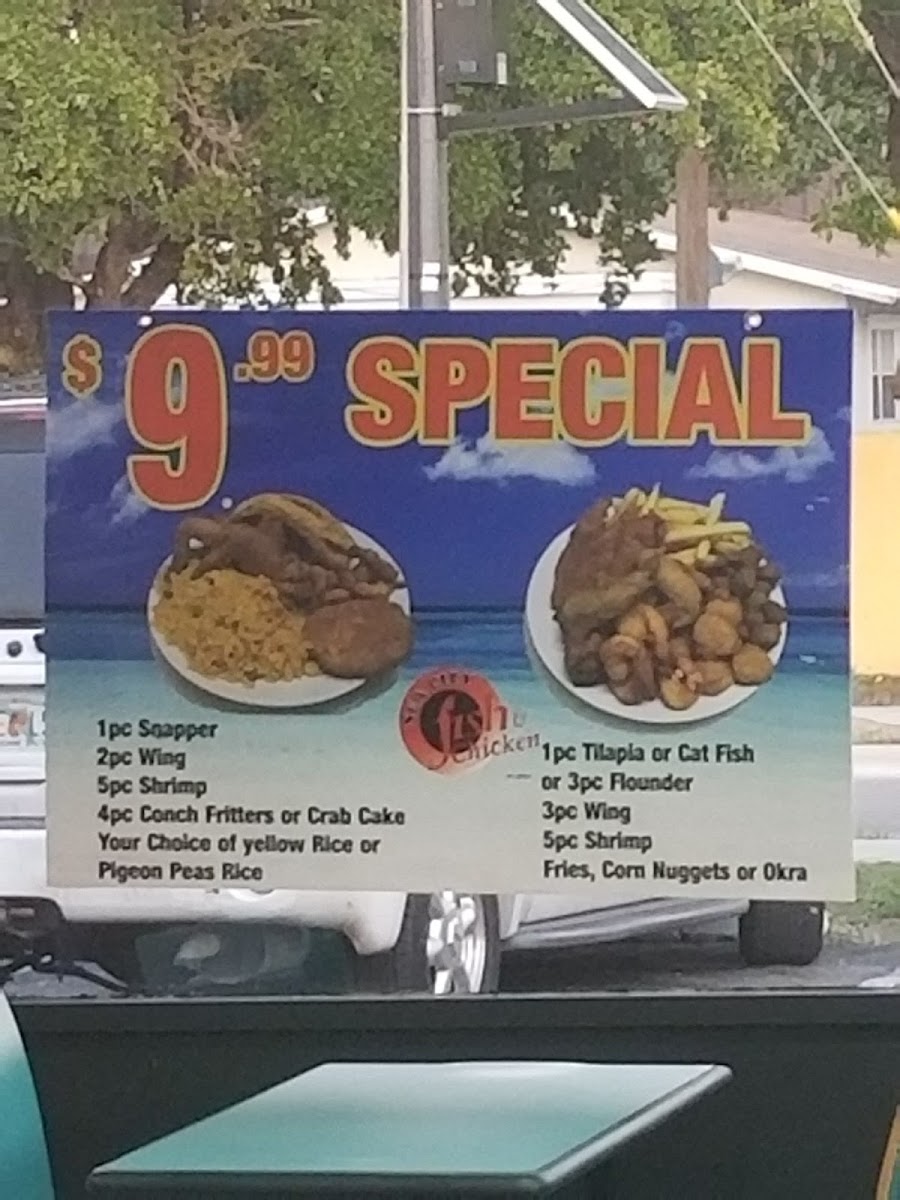 $ 9.99 SPECIAL
fish &
Chicken
1pc Snapper
2pc Wing
5pc Shrimp
4pc Conch Fritters or Crab Cake
Your Choice of yellow Rice or
Pigeon Peas Rice
1pc Tilapia or Cat Fish
or 3pc Flounder
3pc Wing
5pc Shrimp
Fries, Corn Nuggets or Okra